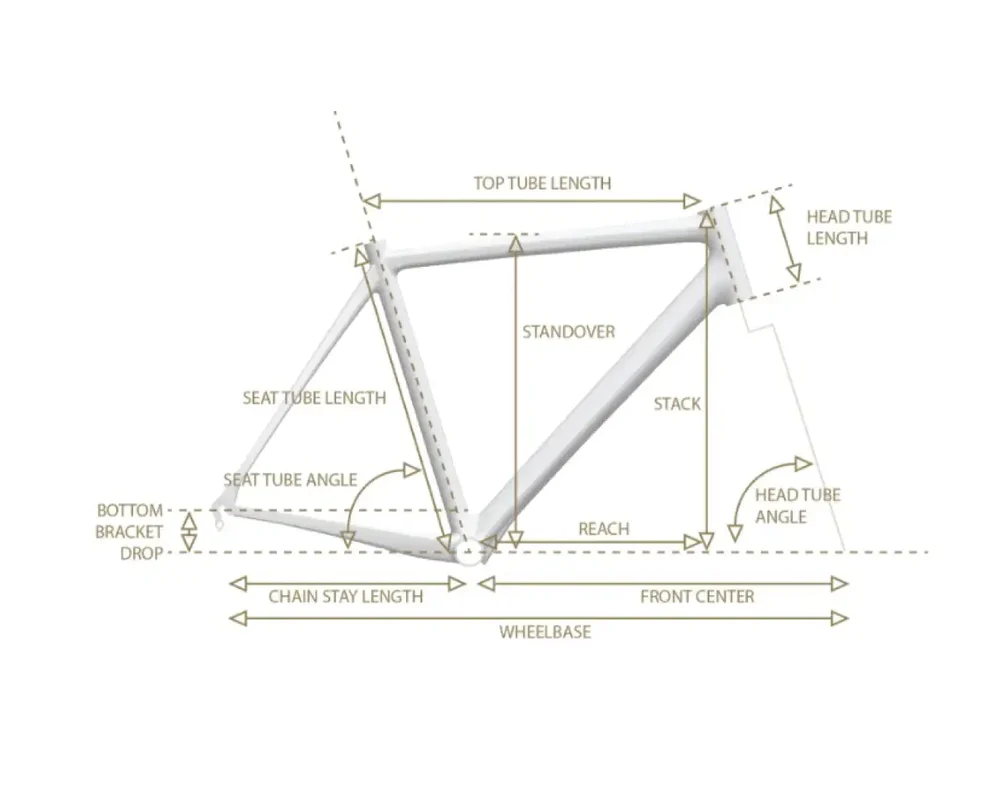 TOP TUBE LENGTH
HEAD TUBE
LENGTH
STANDOVER
SEAT TUBE LENGTH
STACK
SEAT TUBE ANGLE
HEAD TUBE
ANGLE
BOTTOM
BRACKET
DROP
REACH
CHAIN STAY LENGTH
FRONT CENTER
WHEELBASE